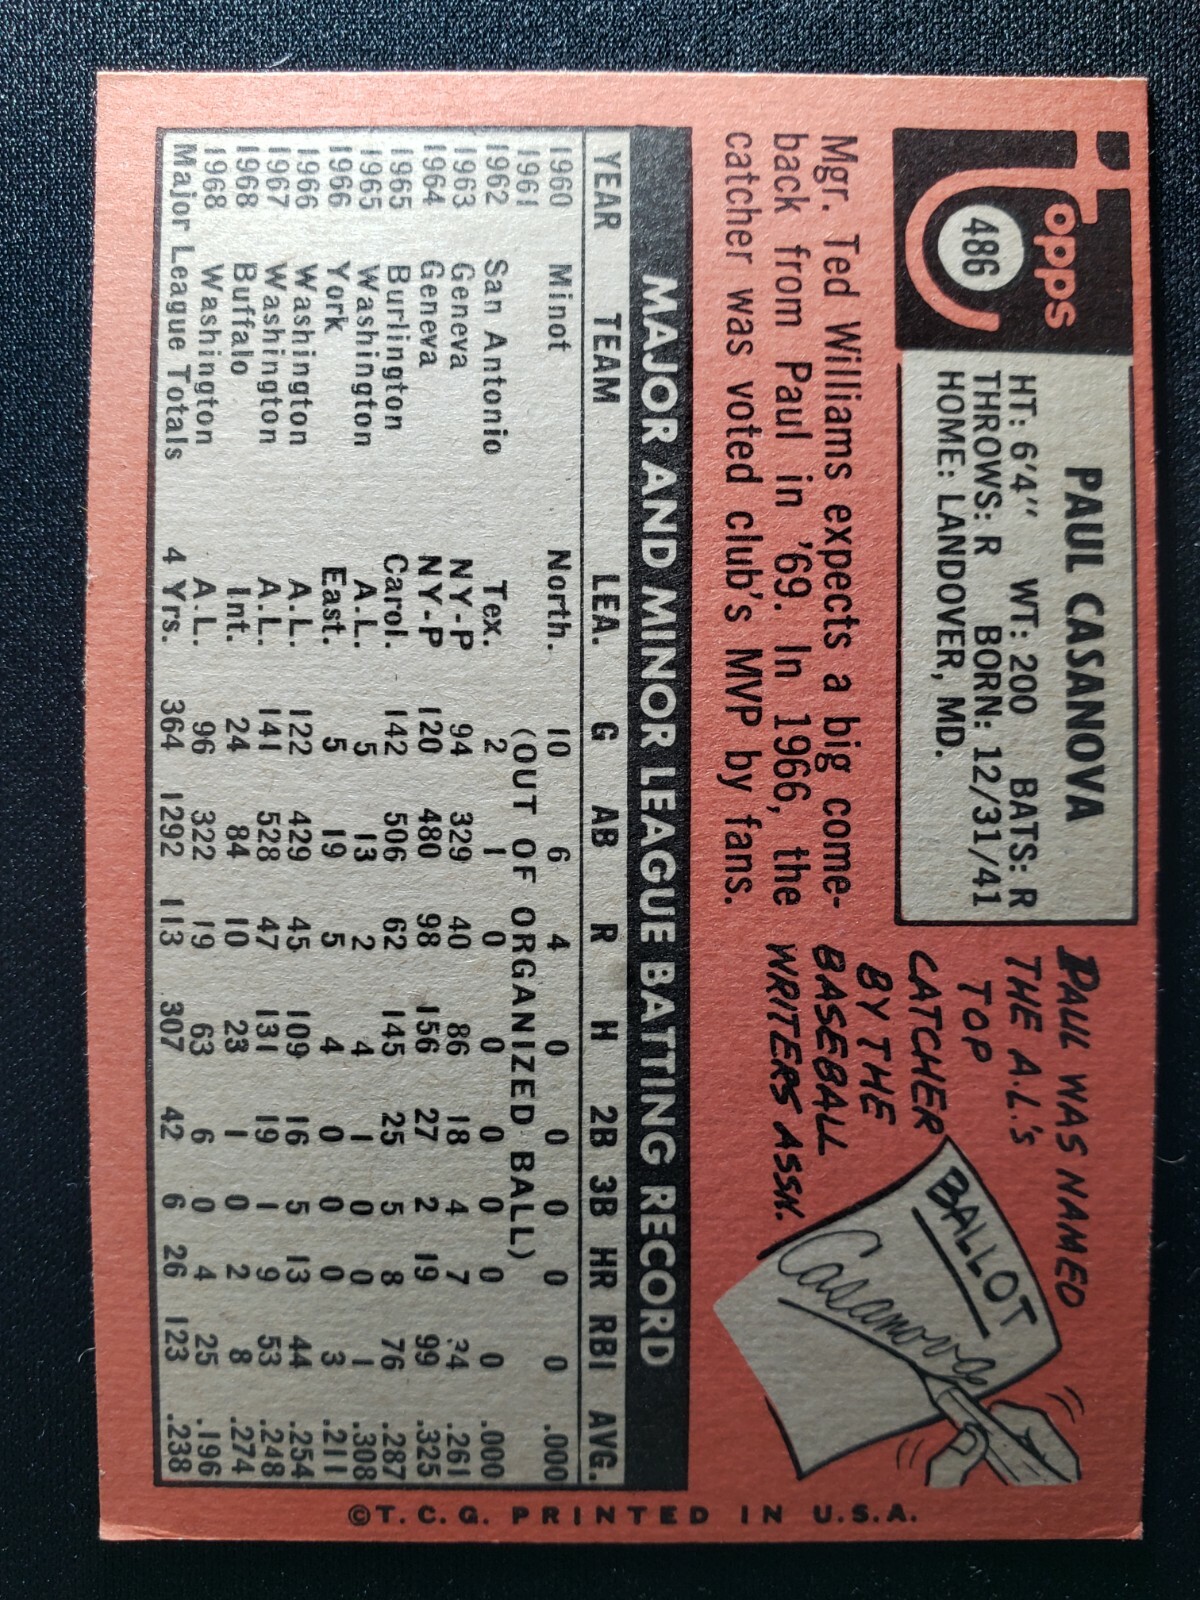 Topps
486
PAUL CASANOVA
HT: 6'4" WT: 200 BATS: R
THROWS: R BORN: 12/31/41
HOME: LANDOVER, MD.
Mgr. Ted Williams expects a big come-
back from Paul in '69. In 1966, the
catcher was voted club's MVP by fans.
PAUL WAS NAMED
THE A.L.'S
TOP
CATCHER
BY THE
BASEBALL
WRITERS ASSN.
BALLOT
Casanova
MAJOR AND MINOR LEAGUE BATTING RECORD
YEAR TEAM LEA. G AB R H 2B 3B HR RBI AVG.
1960 Minot North. 10 6 4 0 0 0 0 0 .000
1961 (OUT OF ORGANIZED BALL)
1962 San Antonio Tex. 2 1 0 0 0 0 0 0 .000
1963 Geneva NY-P 94 329 40 86 18 4 7 34 .261
1964 Geneva NY-P 120 480 98 156 27 2 19 99 .325
1965 Burlington Carol. 142 506 62 145 25 5 8 76 .287
1965 Washington A.L. 5 13 2 4 1 0 0 1 .308
1966 York East. 5 19 5 4 0 0 0 3 .211
1966 Washington A.L. 122 429 45 109 16 5 13 44 .254
1967 Washington A.L. 141 528 47 131 19 1 9 53 .248
1968 Buffalo Int. 24 84 10 23 1 0 2 8 .274
1968 Washington A.L. 96 322 19 63 6 0 4 25 .196
Major League Totals 4 Yrs. 364 1292 113 307 42 6 26 123 .238
©T.C.G. PRINTED IN U.S.A.